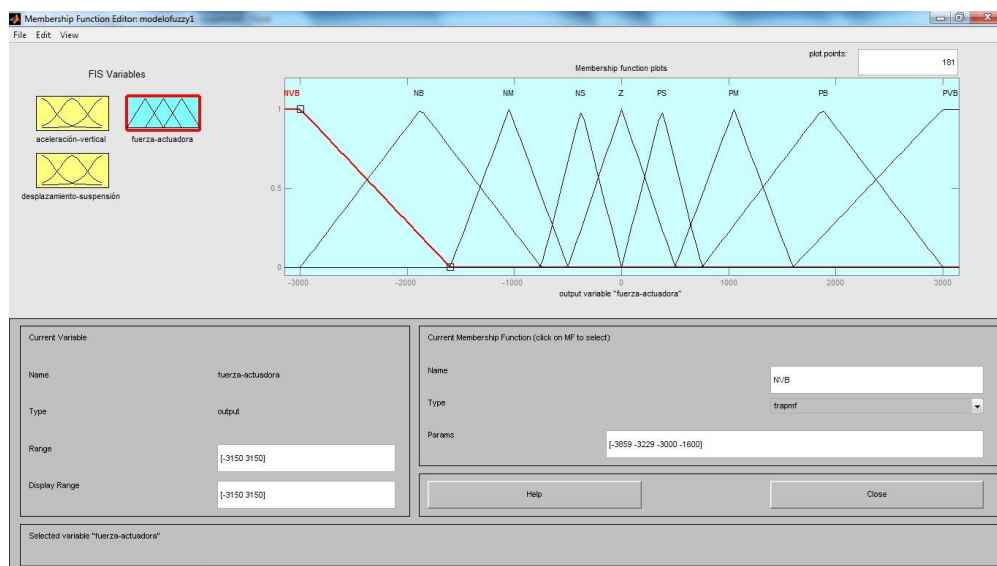 Membership Function Editor: modelofuzzy1
File Edit View
FIS Variables
aceleración-vertical
fuerza-actuadora
desplazamiento-suspensión
plot points:
181
Membership function plots
NVB NB NM NS Z PS PM PB PVB
1
0.5
0
-3000 -2000 -1000 0 1000 2000 3000
output variable "fuerza-actuadora"
Current Variable
Name fuerza-actuadora
Type output
Range [-3150 3150]
Display Range [-3150 3150]
Current Membership Function (click on MF to select)
Name NVB
Type trapmf
Params [-3859 -3229 -3000 -1600]
Help Close
Selected variable "fuerza-actuadora"